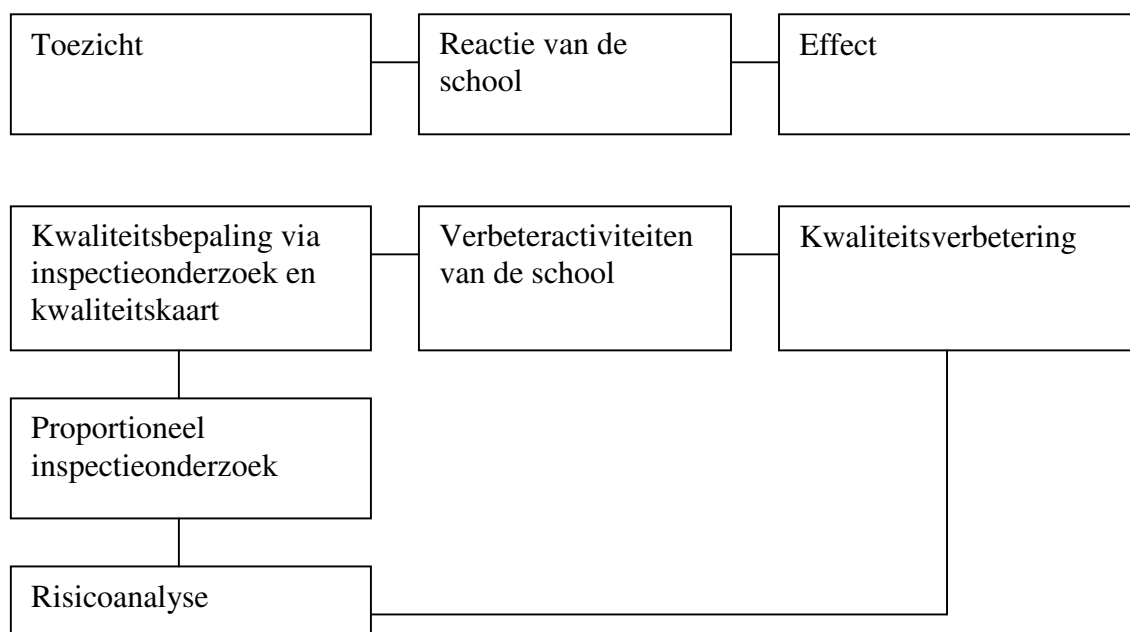 Toezicht
Reactie van de
school
Effect
Kwaliteitsbepaling via
inspectieonderzoek en
kwaliteitskaart
Verbeteractiviteiten
van de school
Kwaliteitsverbetering
Proportioneel
inspectieonderzoek
Risicoanalyse